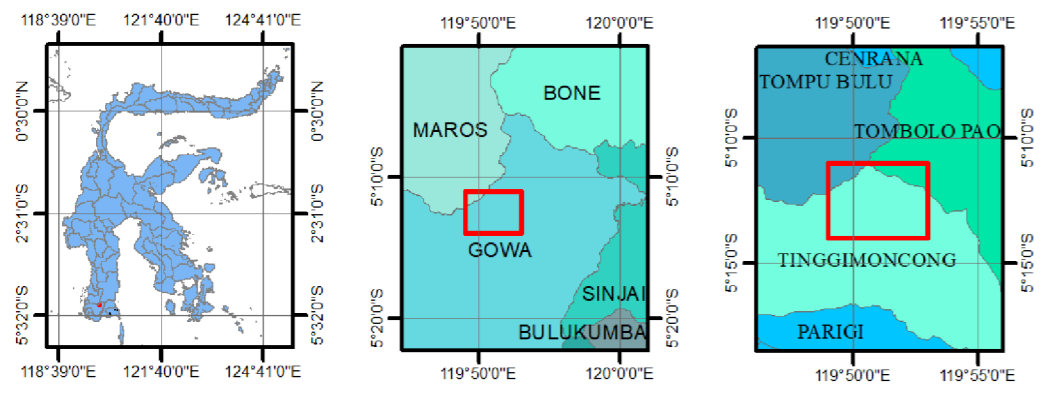 118°39'0"E 121°40'0"E 124°41'0"E
0°30'0"N
0°30'0"N
2°31'0"S
2°31'0"S
5°32'0"S
5°32'0"S
118°39'0"E 121°40'0"E 124°41'0"E
119°50'0"E 120°0'0"E
BONE
MAROS
5°10'0"S
5°10'0"S
GOWA
SINJAI
BULUKUMBA
5°20'0"S
5°20'0"S
119°50'0"E 120°0'0"E
119°50'0"E 119°55'0"E
CENRANA
TOMPU BULU
TOMBOLO PAO
5°10'0"S
5°10'0"S
TINGGIMONCONG
5°15'0"S
5°15'0"S
PARIGI
119°50'0"E 119°55'0"E